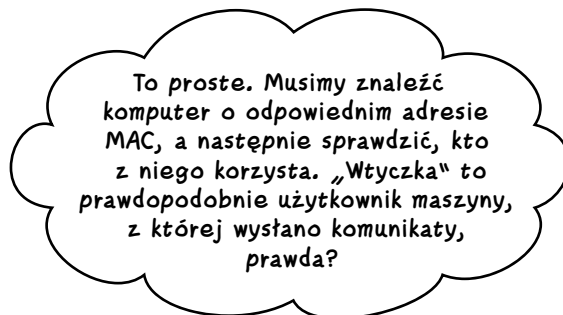 To proste. Musimy znaleźć
komputer o odpowiednim adresie
MAC, a następnie sprawdzić, kto
z niego korzysta. „Wtyczka" to
prawdopodobnie użytkownik maszyny,
z której wysłano komunikaty,
prawda?